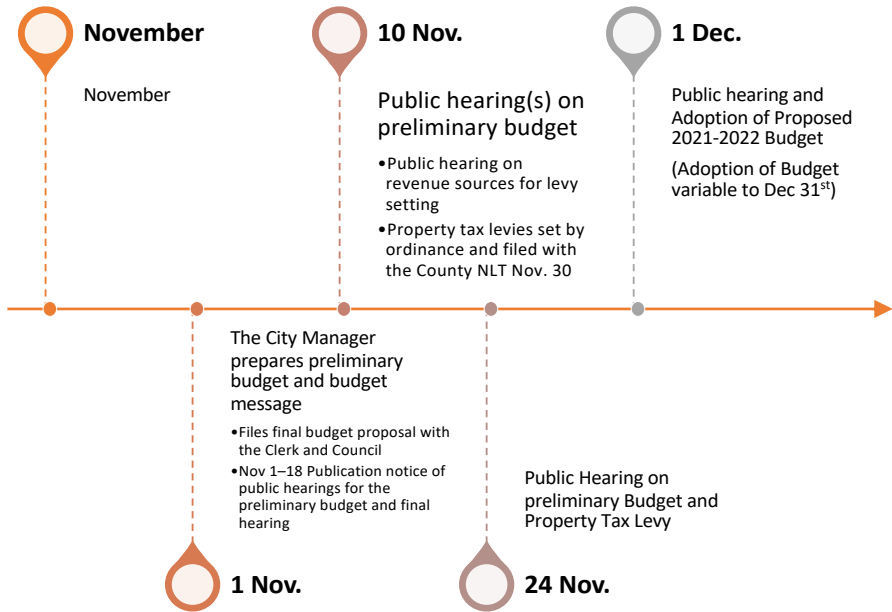 November
November
10 Nov.
Public hearing(s) on
preliminary budget
•Public hearing on
revenue sources for levy
setting
•Property tax levies set by
ordinance and filed with
the County NLT Nov. 30
1 Dec.
Public hearing and
Adoption of Proposed
2021-2022 Budget
(Adoption of Budget
variable to Dec 31st)
The City Manager
prepares preliminary
budget and budget
message
•Files final budget proposal with
the Clerk and Council
•Nov 1–18 Publication notice of
public hearings for the
preliminary budget and final
hearing
1 Nov.
Public Hearing on
preliminary Budget and
Property Tax Levy
24 Nov.